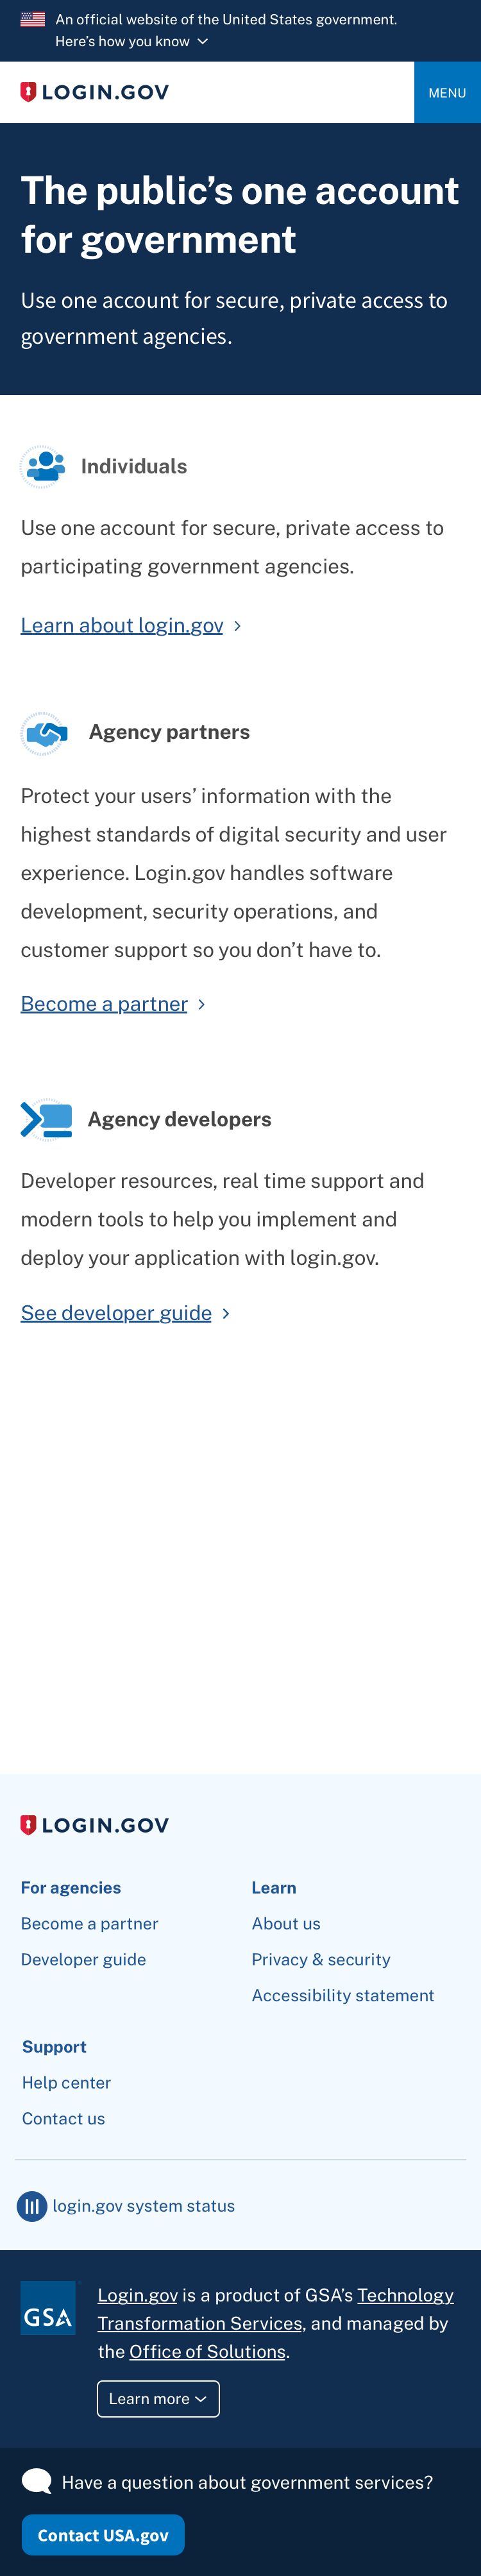 An official website of the United States government.
Here’s how you know
LOGIN.GOV
MENU
The public’s one account
for government
Use one account for secure, private access to
government agencies.
Individuals
Use one account for secure, private access to
participating government agencies.
Learn about login.gov
Agency partners
Protect your users’ information with the
highest standards of digital security and user
experience. Login.gov handles software
development, security operations, and
customer support so you don’t have to.
Become a partner
Agency developers
Developer resources, real time support and
modern tools to help you implement and
deploy your application with login.gov.
See developer guide
LOGIN.GOV
For agencies
Become a partner
Developer guide
Learn
About us
Privacy & security
Accessibility statement
Support
Help center
Contact us
login.gov system status
GSA
Login.gov is a product of GSA’s Technology
Transformation Services, and managed by
the Office of Solutions.
Learn more
Have a question about government services?
Contact USA.gov